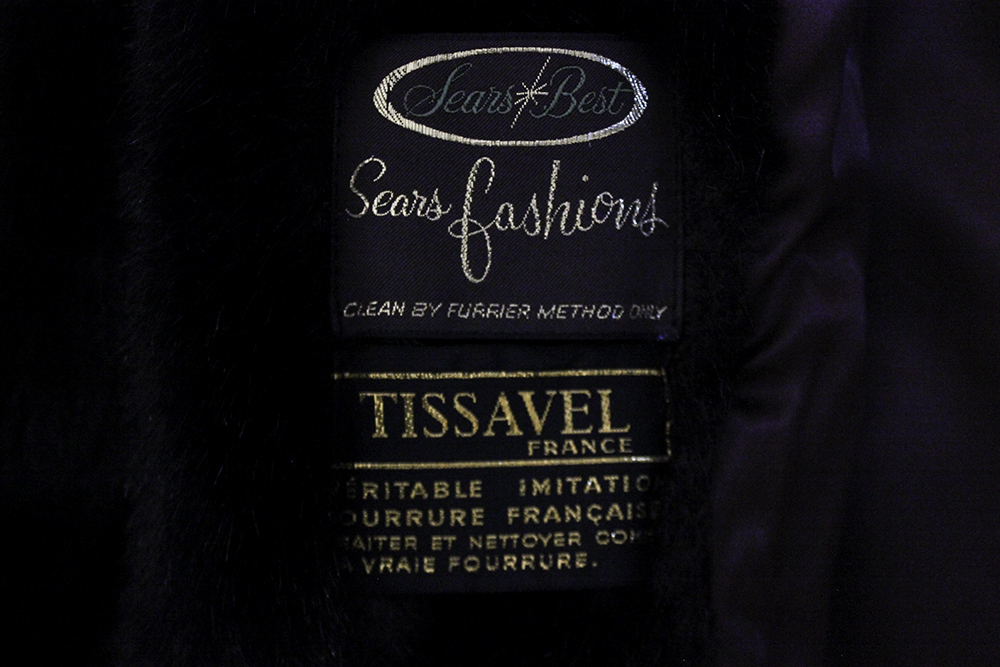 Sears Best
Sears fashions
CLEAN BY FURRIER METHOD ONLY
TISSAVEL
FRANCE
ÉRITABLE IMITATIO
OURRURE FRANÇAIS
AITER ET NETTOYER COM
VRAIE FOURRURE.